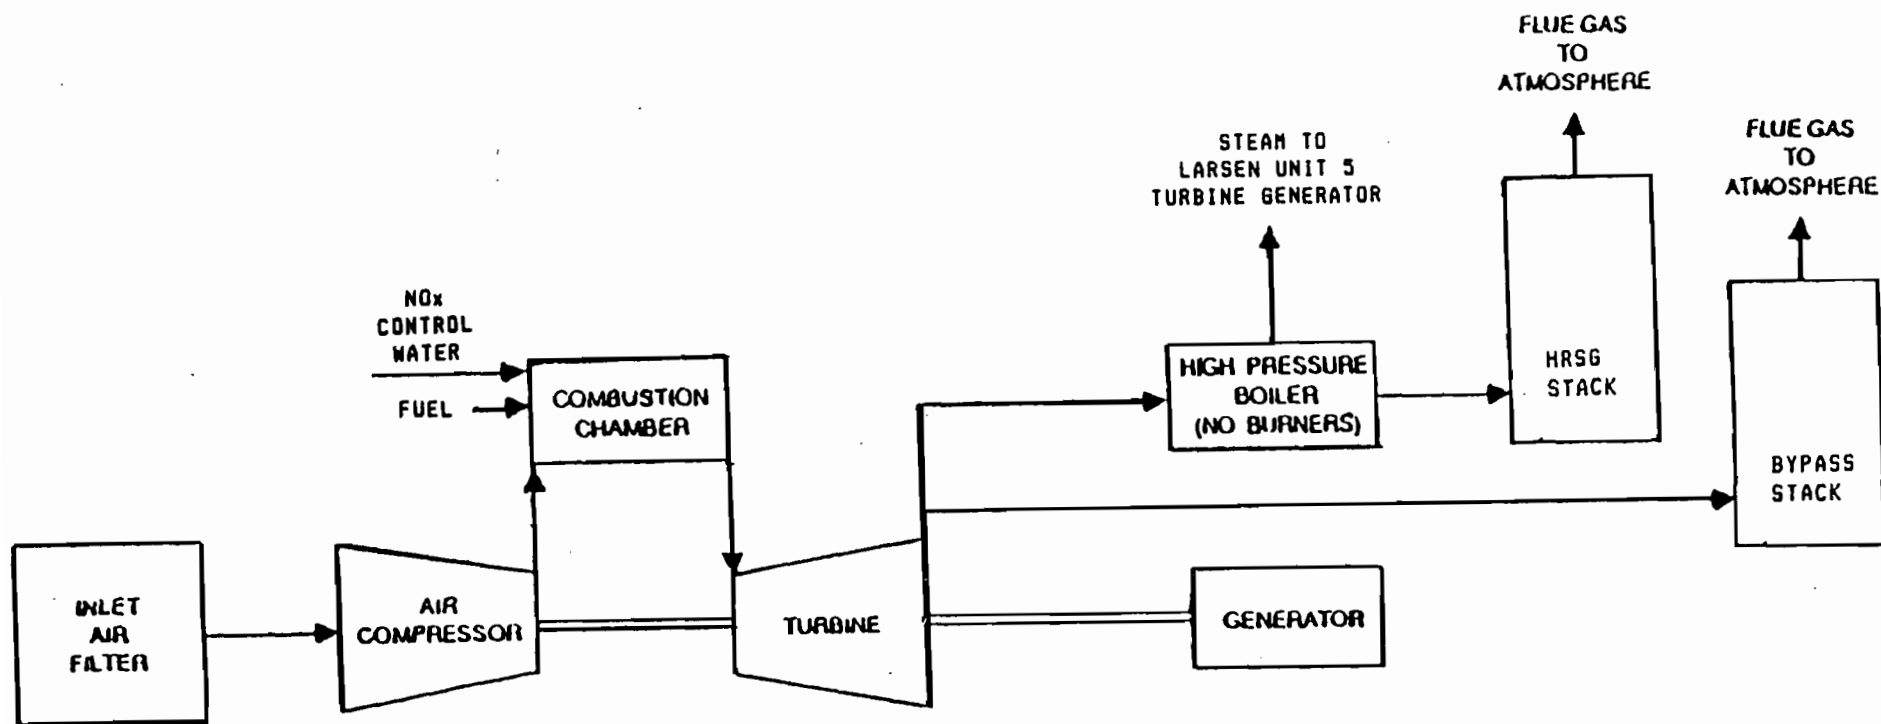 FLUE GAS
TO
ATMOSPHERE
FLUE GAS
TO
ATMOSPHERE
STEAM TO
LARSEN UNIT 5
TURBINE GENERATOR
NOx
CONTROL
WATER
FUEL
COMBUSTION
CHAMBER
HIGH PRESSURE
BOILER
(NO BURNERS)
HRSG
STACK
BYPASS
STACK
INLET
AIR
FILTER
AIR
COMPRESSOR
TURBINE
GENERATOR